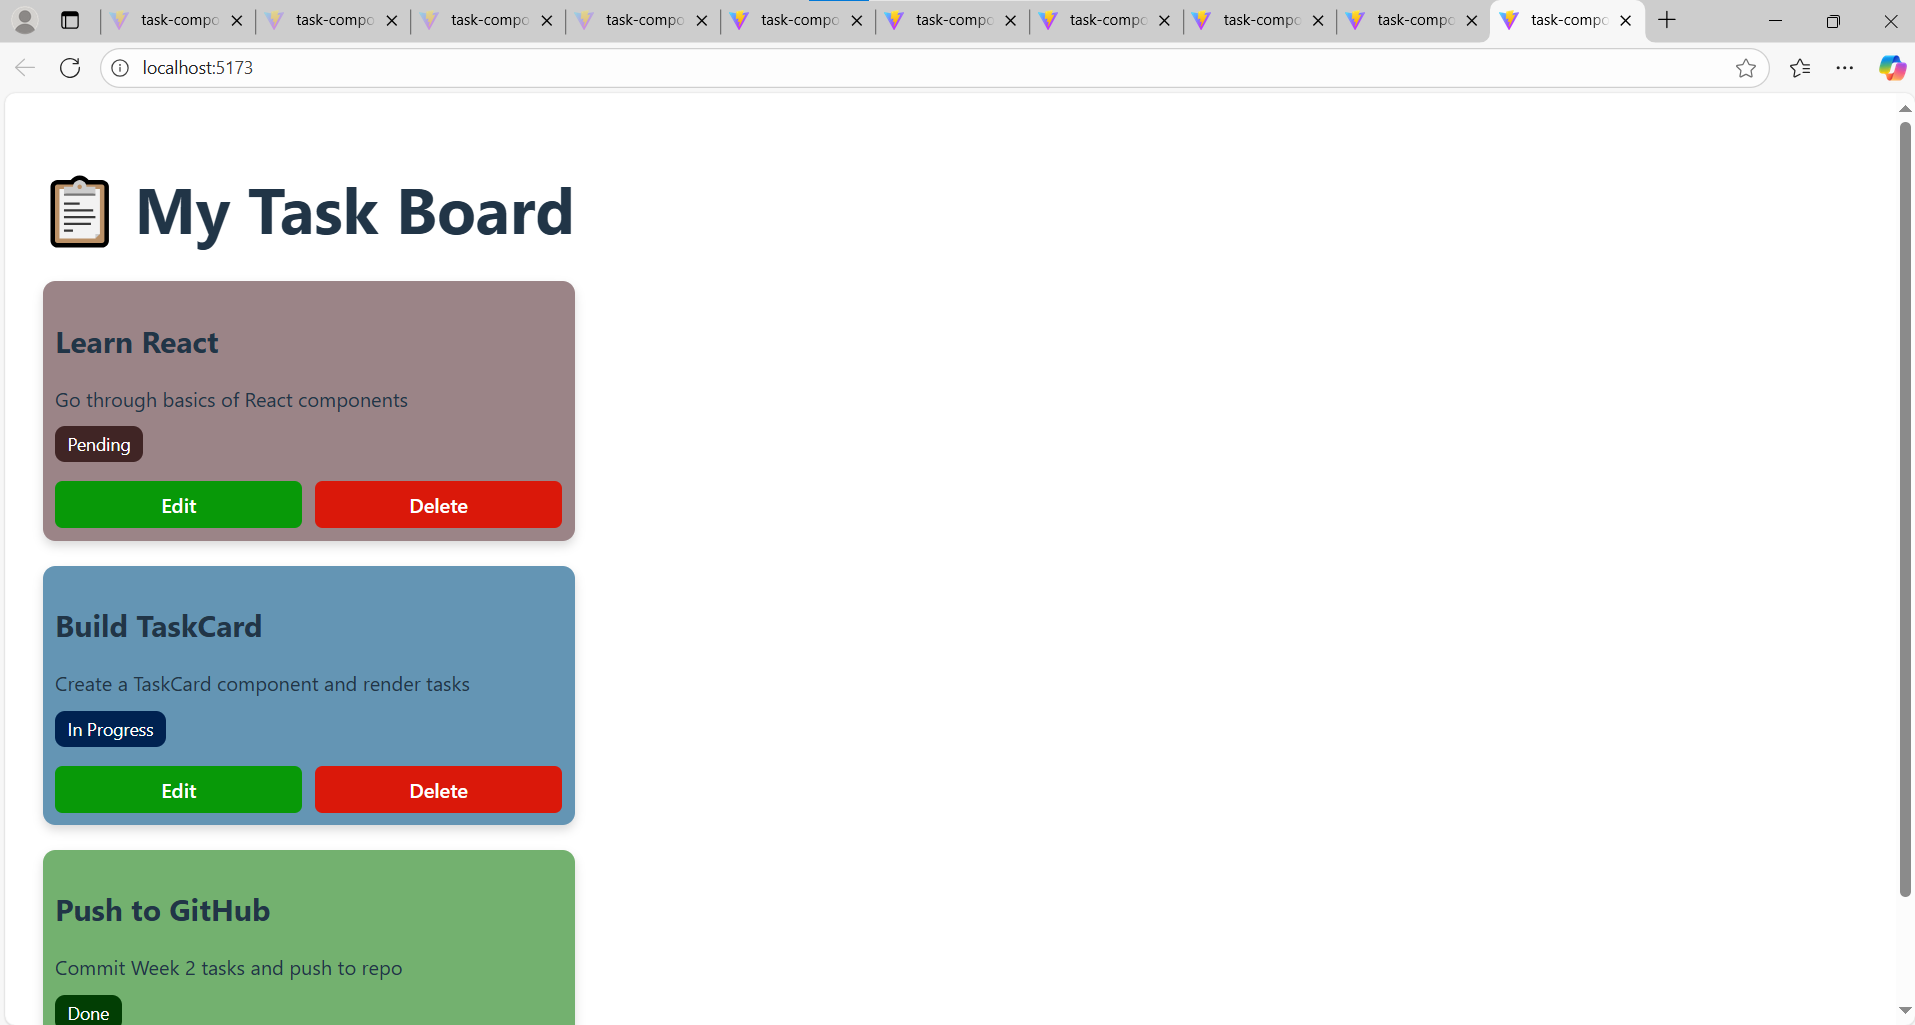 task-compo
task-compo
task-compo
task-compo
task-compo
task-compo
task-compo
task-compo
task-compo
task-compo
localhost:5173
My Task Board
Learn React
Go through basics of React components
Pending
Edit Delete
Build TaskCard
Create a TaskCard component and render tasks
In Progress
Edit Delete
Push to GitHub
Commit Week 2 tasks and push to repo
Done